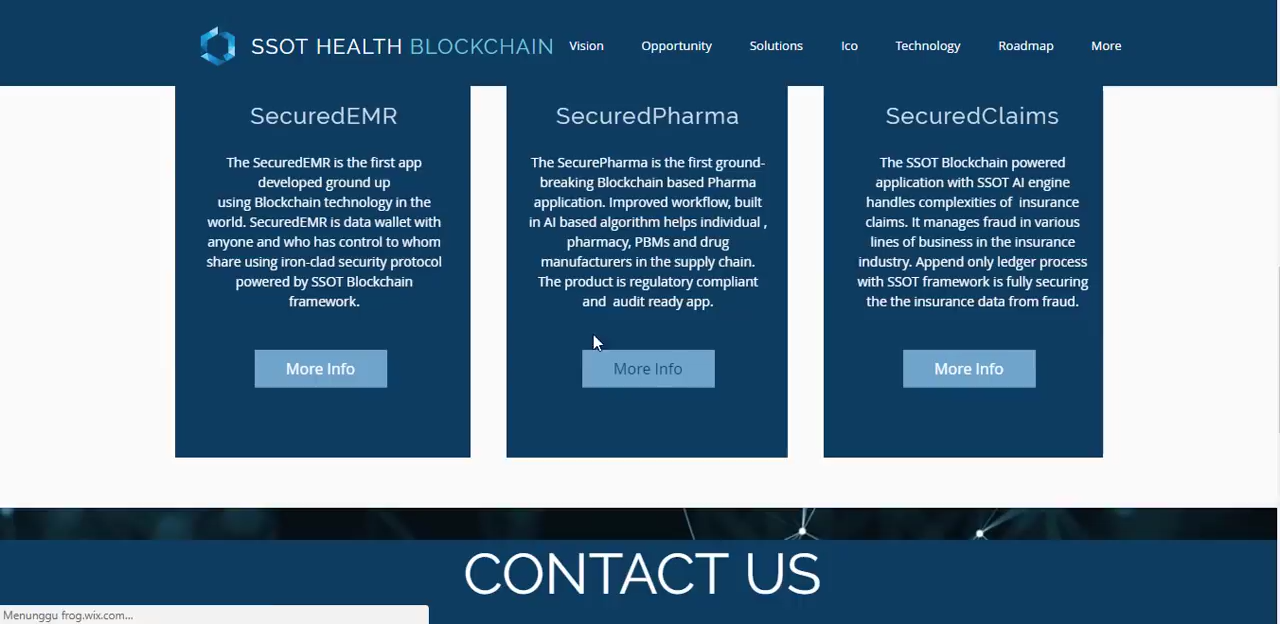 SSOT HEALTH BLOCKCHAIN
Vision
Opportunity
Solutions
Ico
Technology
Roadmap
More
SecuredEMR
The SecuredEMR is the first app
developed ground up
using Blockchain technology in the
world. SecuredEMR is data wallet with
anyone and who has control to whom
share using iron-clad security protocol
powered by SSOT Blockchain
framework.
More Info
SecuredPharma
The SecurePharma is the first ground-
breaking Blockchain based Pharma
application. Improved workflow, built
in AI based algorithm helps individual ,
pharmacy, PBMs and drug
manufacturers in the supply chain.
The product is regulatory compliant
and audit ready app.
More Info
SecuredClaims
The SSOT Blockchain powered
application with SSOT AI engine
handles complexities of insurance
claims. It manages fraud in various
lines of business in the insurance
industry. Append only ledger process
with SSOT framework is fully securing
the the insurance data from fraud.
More Info
CONTACT US
Menunggu frog.wix.com...